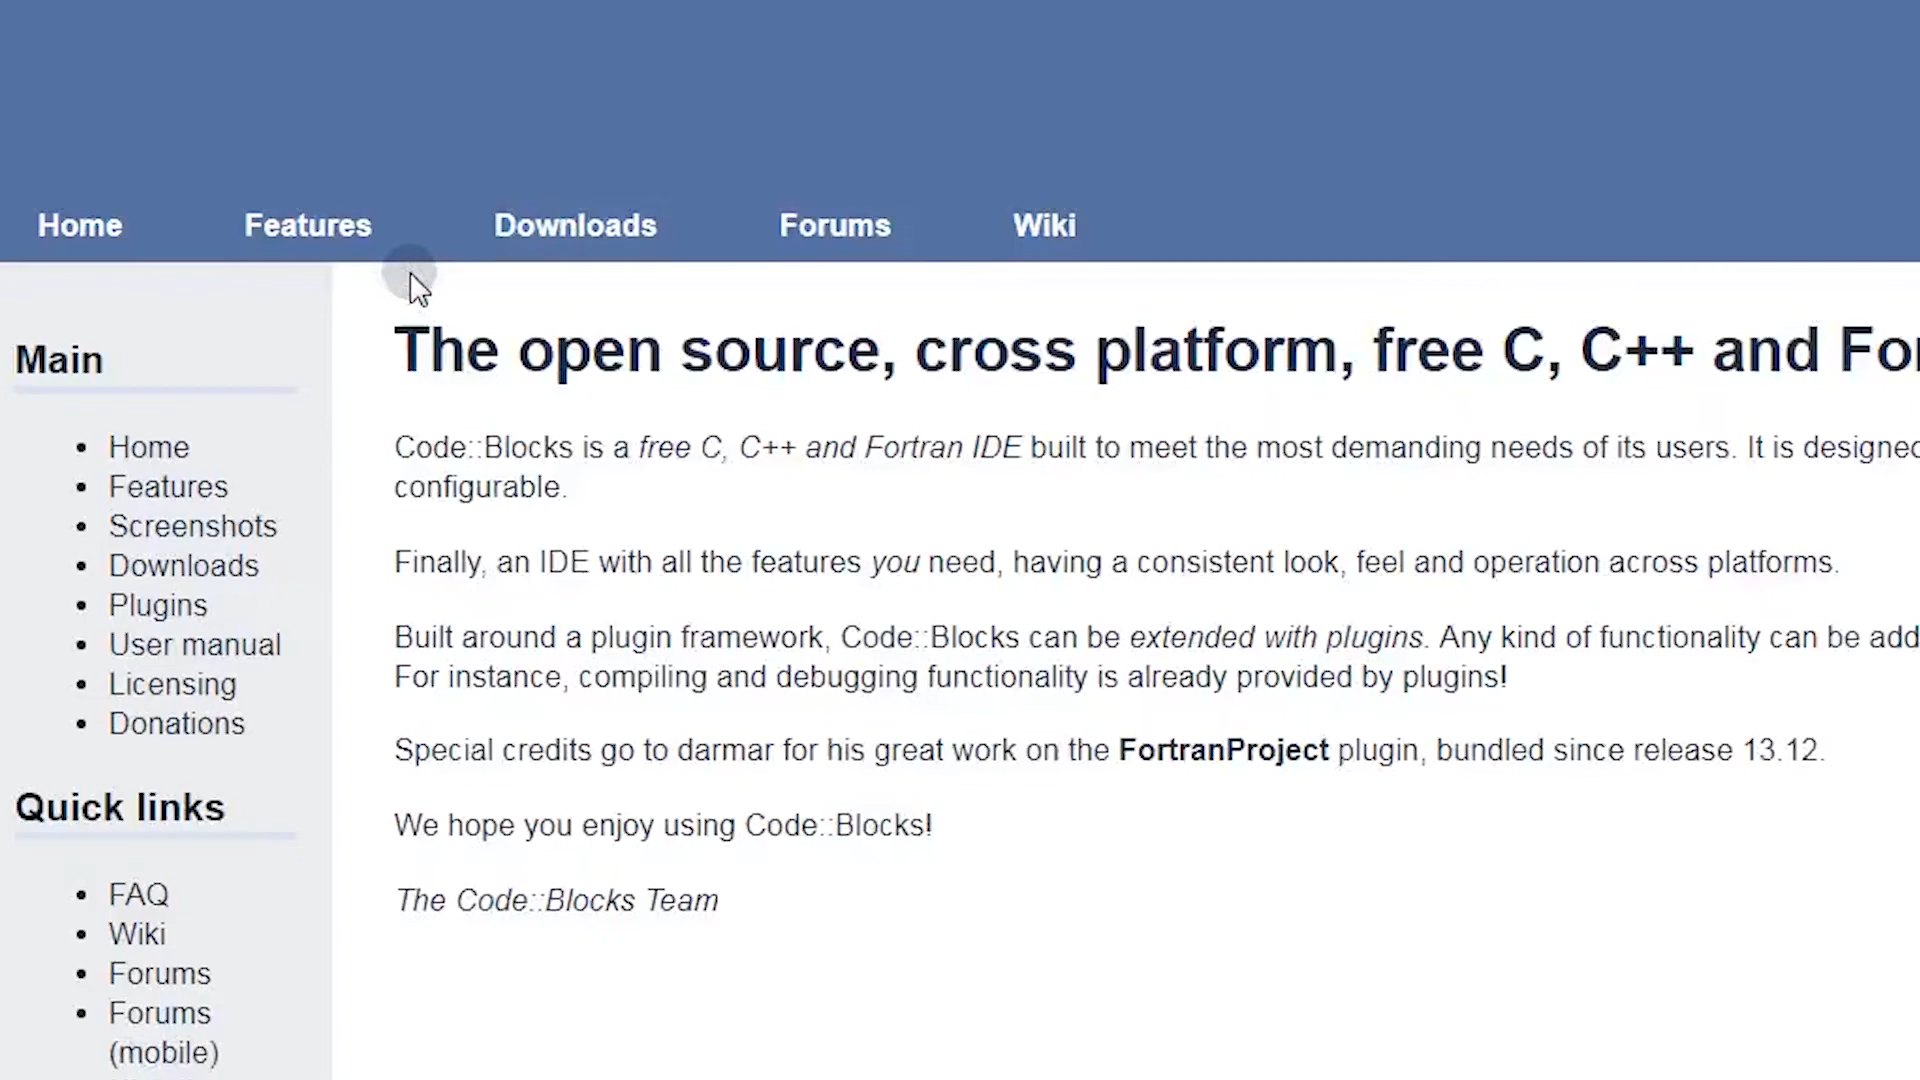 Home Features Downloads Forums Wiki
Main
Home
Features
Screenshots
Downloads
Plugins
User manual
Licensing
Donations
Quick links
FAQ
Wiki
Forums
Forums
(mobile)
The open source, cross platform, free C, C++ and
Code::Blocks is a free C, C++ and Fortran IDE built to meet the most demanding needs of its users. It is
configurable.
Finally, an IDE with all the features you need, having a consistent look, feel and operation across platforms.
Built around a plugin framework, Code::Blocks can be extended with plugins. Any kind of functionality can be
For instance, compiling and debugging functionality is already provided by plugins!
Special credits go to darmar for his great work on the FortranProject plugin, bundled since release 13.12.
We hope you enjoy using Code::Blocks!
The Code::Blocks Team